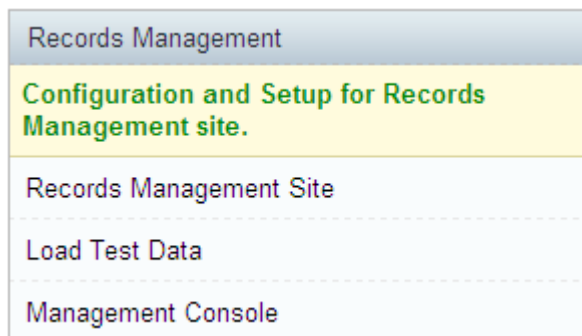 Records Management
Configuration and Setup for Records
Management site.
Records Management Site
Load Test Data
Management Console